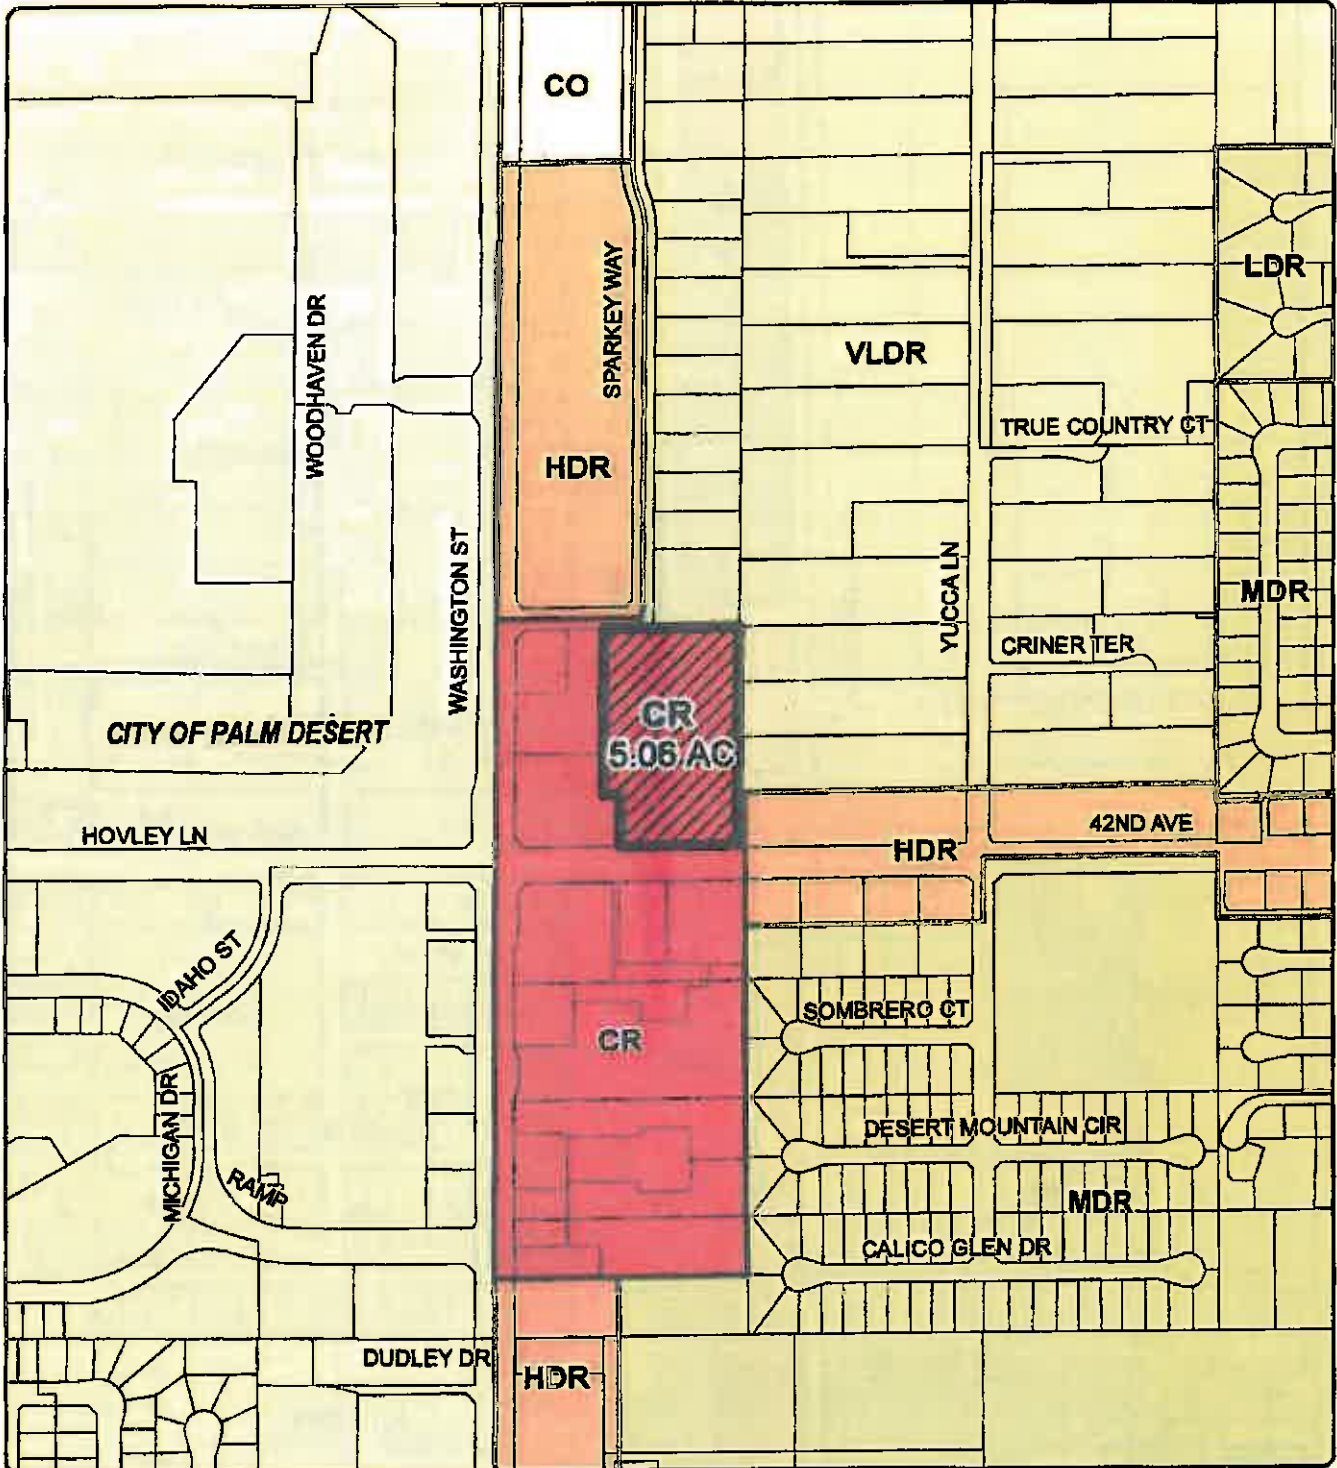 CO
LDR
SPARKEY WAY
WOODHAVEN DR
VLDR
TRUE COUNTRY CT
HDR
WASHINGTON ST
YUCCA LN
MDR
CRINER TER
CR
5.06 AC
CITY OF PALM DESERT
42ND AVE
HOVLEY LN
HDR
IDAHO ST
SOMBRERO CT
CR
MICHIGAN DR
DESERT MOUNTAIN CIR
RAMP
MDR
CALICO GLEN DR
DUDLEY DR
HDR